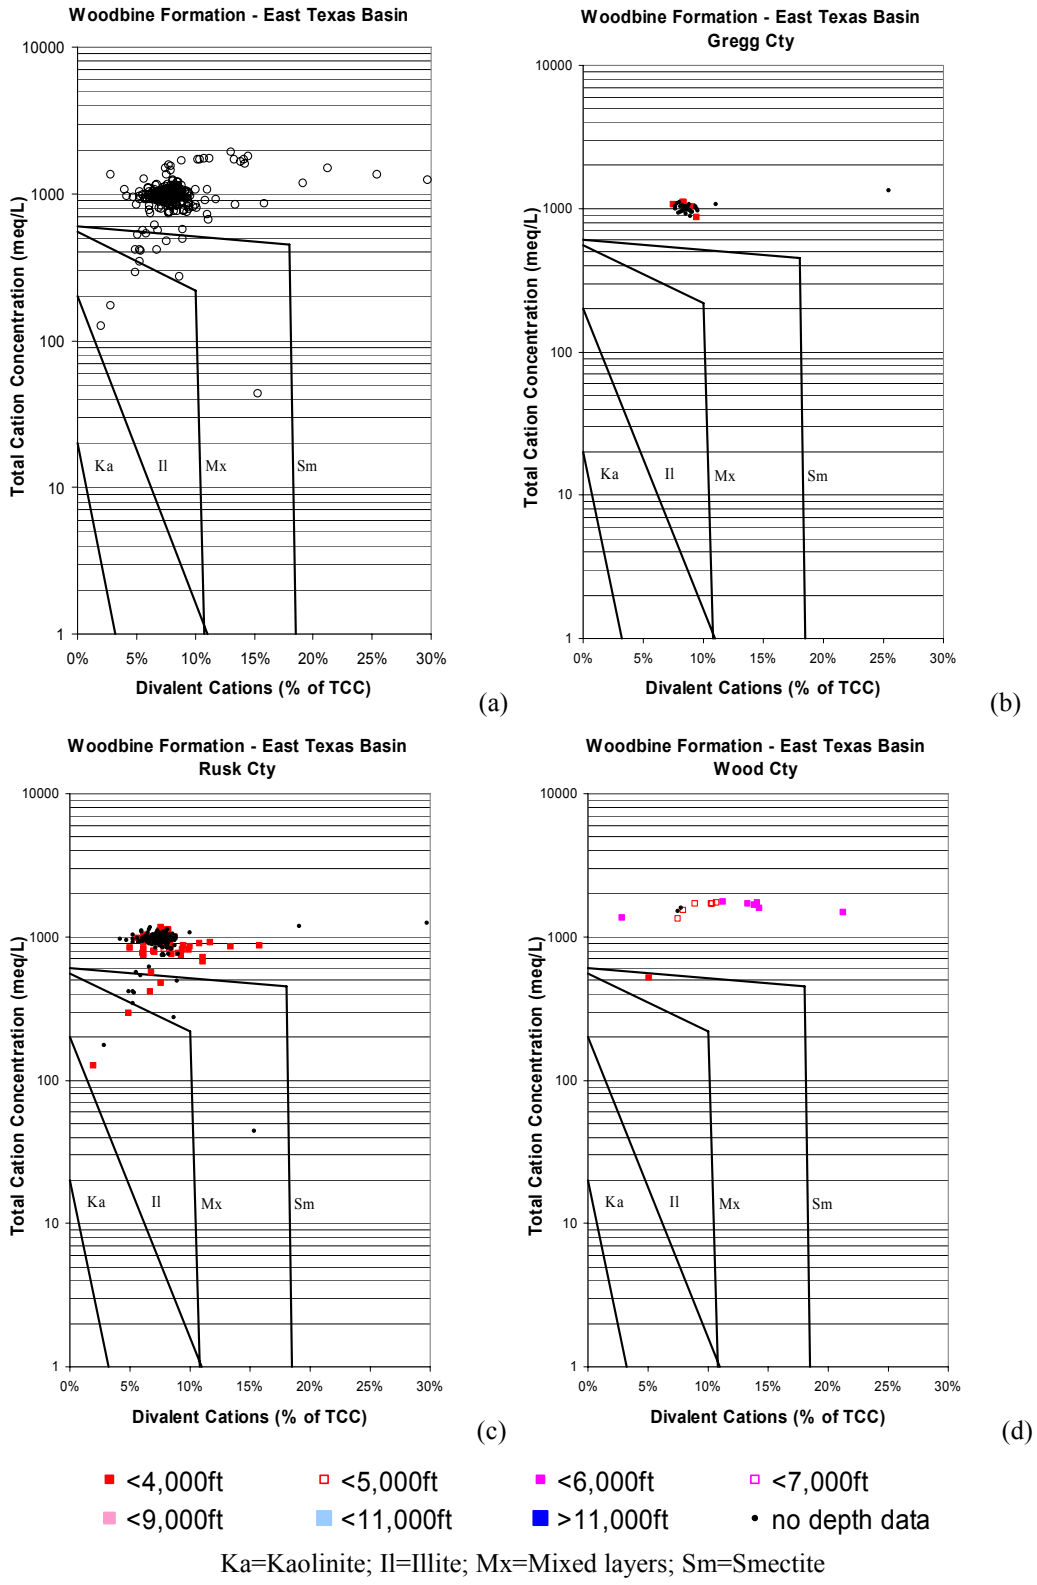 Woodbine Formation - East Texas Basin
10000
1000
100
10
1
Total Cation Concentration (meq/L)
Ka
Il
Mx
Sm
0% 5% 10% 15% 20% 25% 30%
Divalent Cations (% of TCC)
(a)
Woodbine Formation - East Texas Basin
Gregg Cty
10000
1000
100
10
1
Total Cation Concentration (meq/L)
Ka
Il
Mx
Sm
0% 5% 10% 15% 20% 25% 30%
Divalent Cations (% of TCC)
(b)
Woodbine Formation - East Texas Basin
Rusk Cty
10000
1000
100
10
1
Total Cation Concentration (meq/L)
Ka
Il
Mx
Sm
0% 5% 10% 15% 20% 25% 30%
Divalent Cations (% of TCC)
(c)
Woodbine Formation - East Texas Basin
Wood Cty
10000
1000
100
10
1
Total Cation Concentration (meq/L)
Ka
Il
Mx
Sm
0% 5% 10% 15% 20% 25% 30%
Divalent Cations (% of TCC)
(d)
<4,000ft <5,000ft <6,000ft <7,000ft
<9,000ft <11,000ft >11,000ft no depth data
Ka=Kaolinite; Il=Illite; Mx=Mixed layers; Sm=Smectite